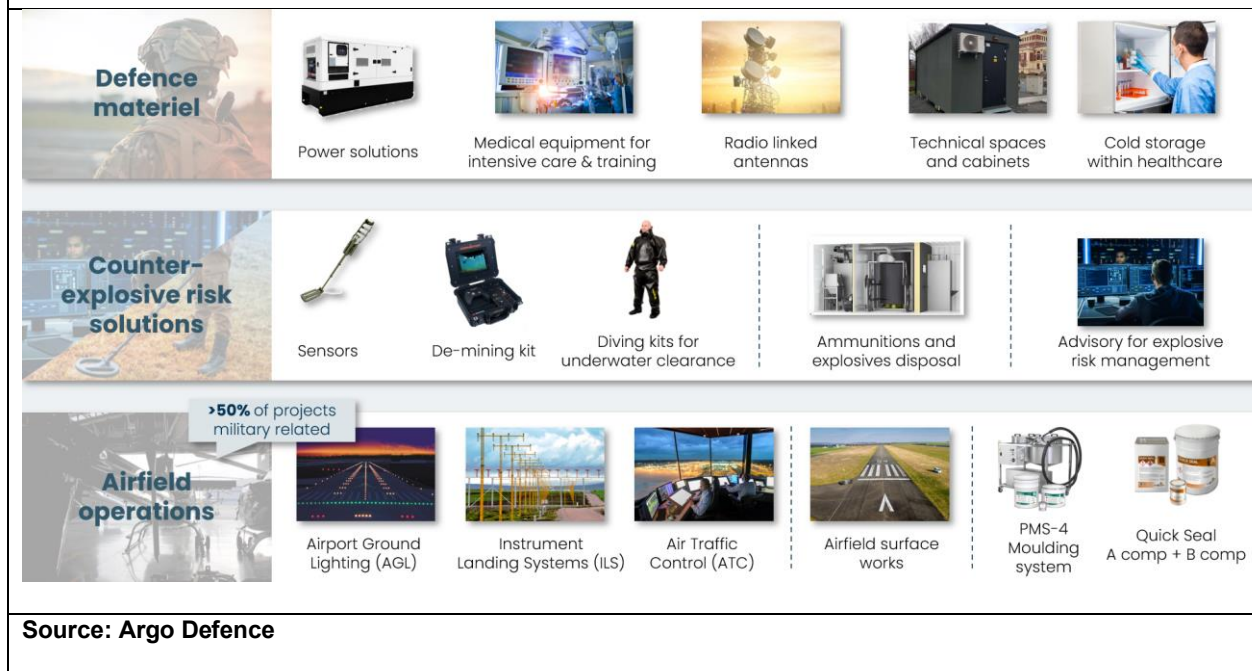 Defence
materiel
Power solutions
Medical equipment for
intensive care & training
Radio linked
antennas
Technical spaces
and cabinets
Cold storage
within healthcare
Counter-
explosive risk
solutions
Sensors
De-mining kit
Diving kits for
underwater clearance
Ammunitions and
explosives disposal
Advisory for explosive
risk management
>50% of projects
military related
Airfield
operations
Airport Ground
Lighting (AGL)
Instrument
Landing Systems (ILS)
Air Traffic
Control (ATC)
Airfield surface
works
PMS-4
Moulding
system
Quick Seal
A comp + B comp
Source: Argo Defence